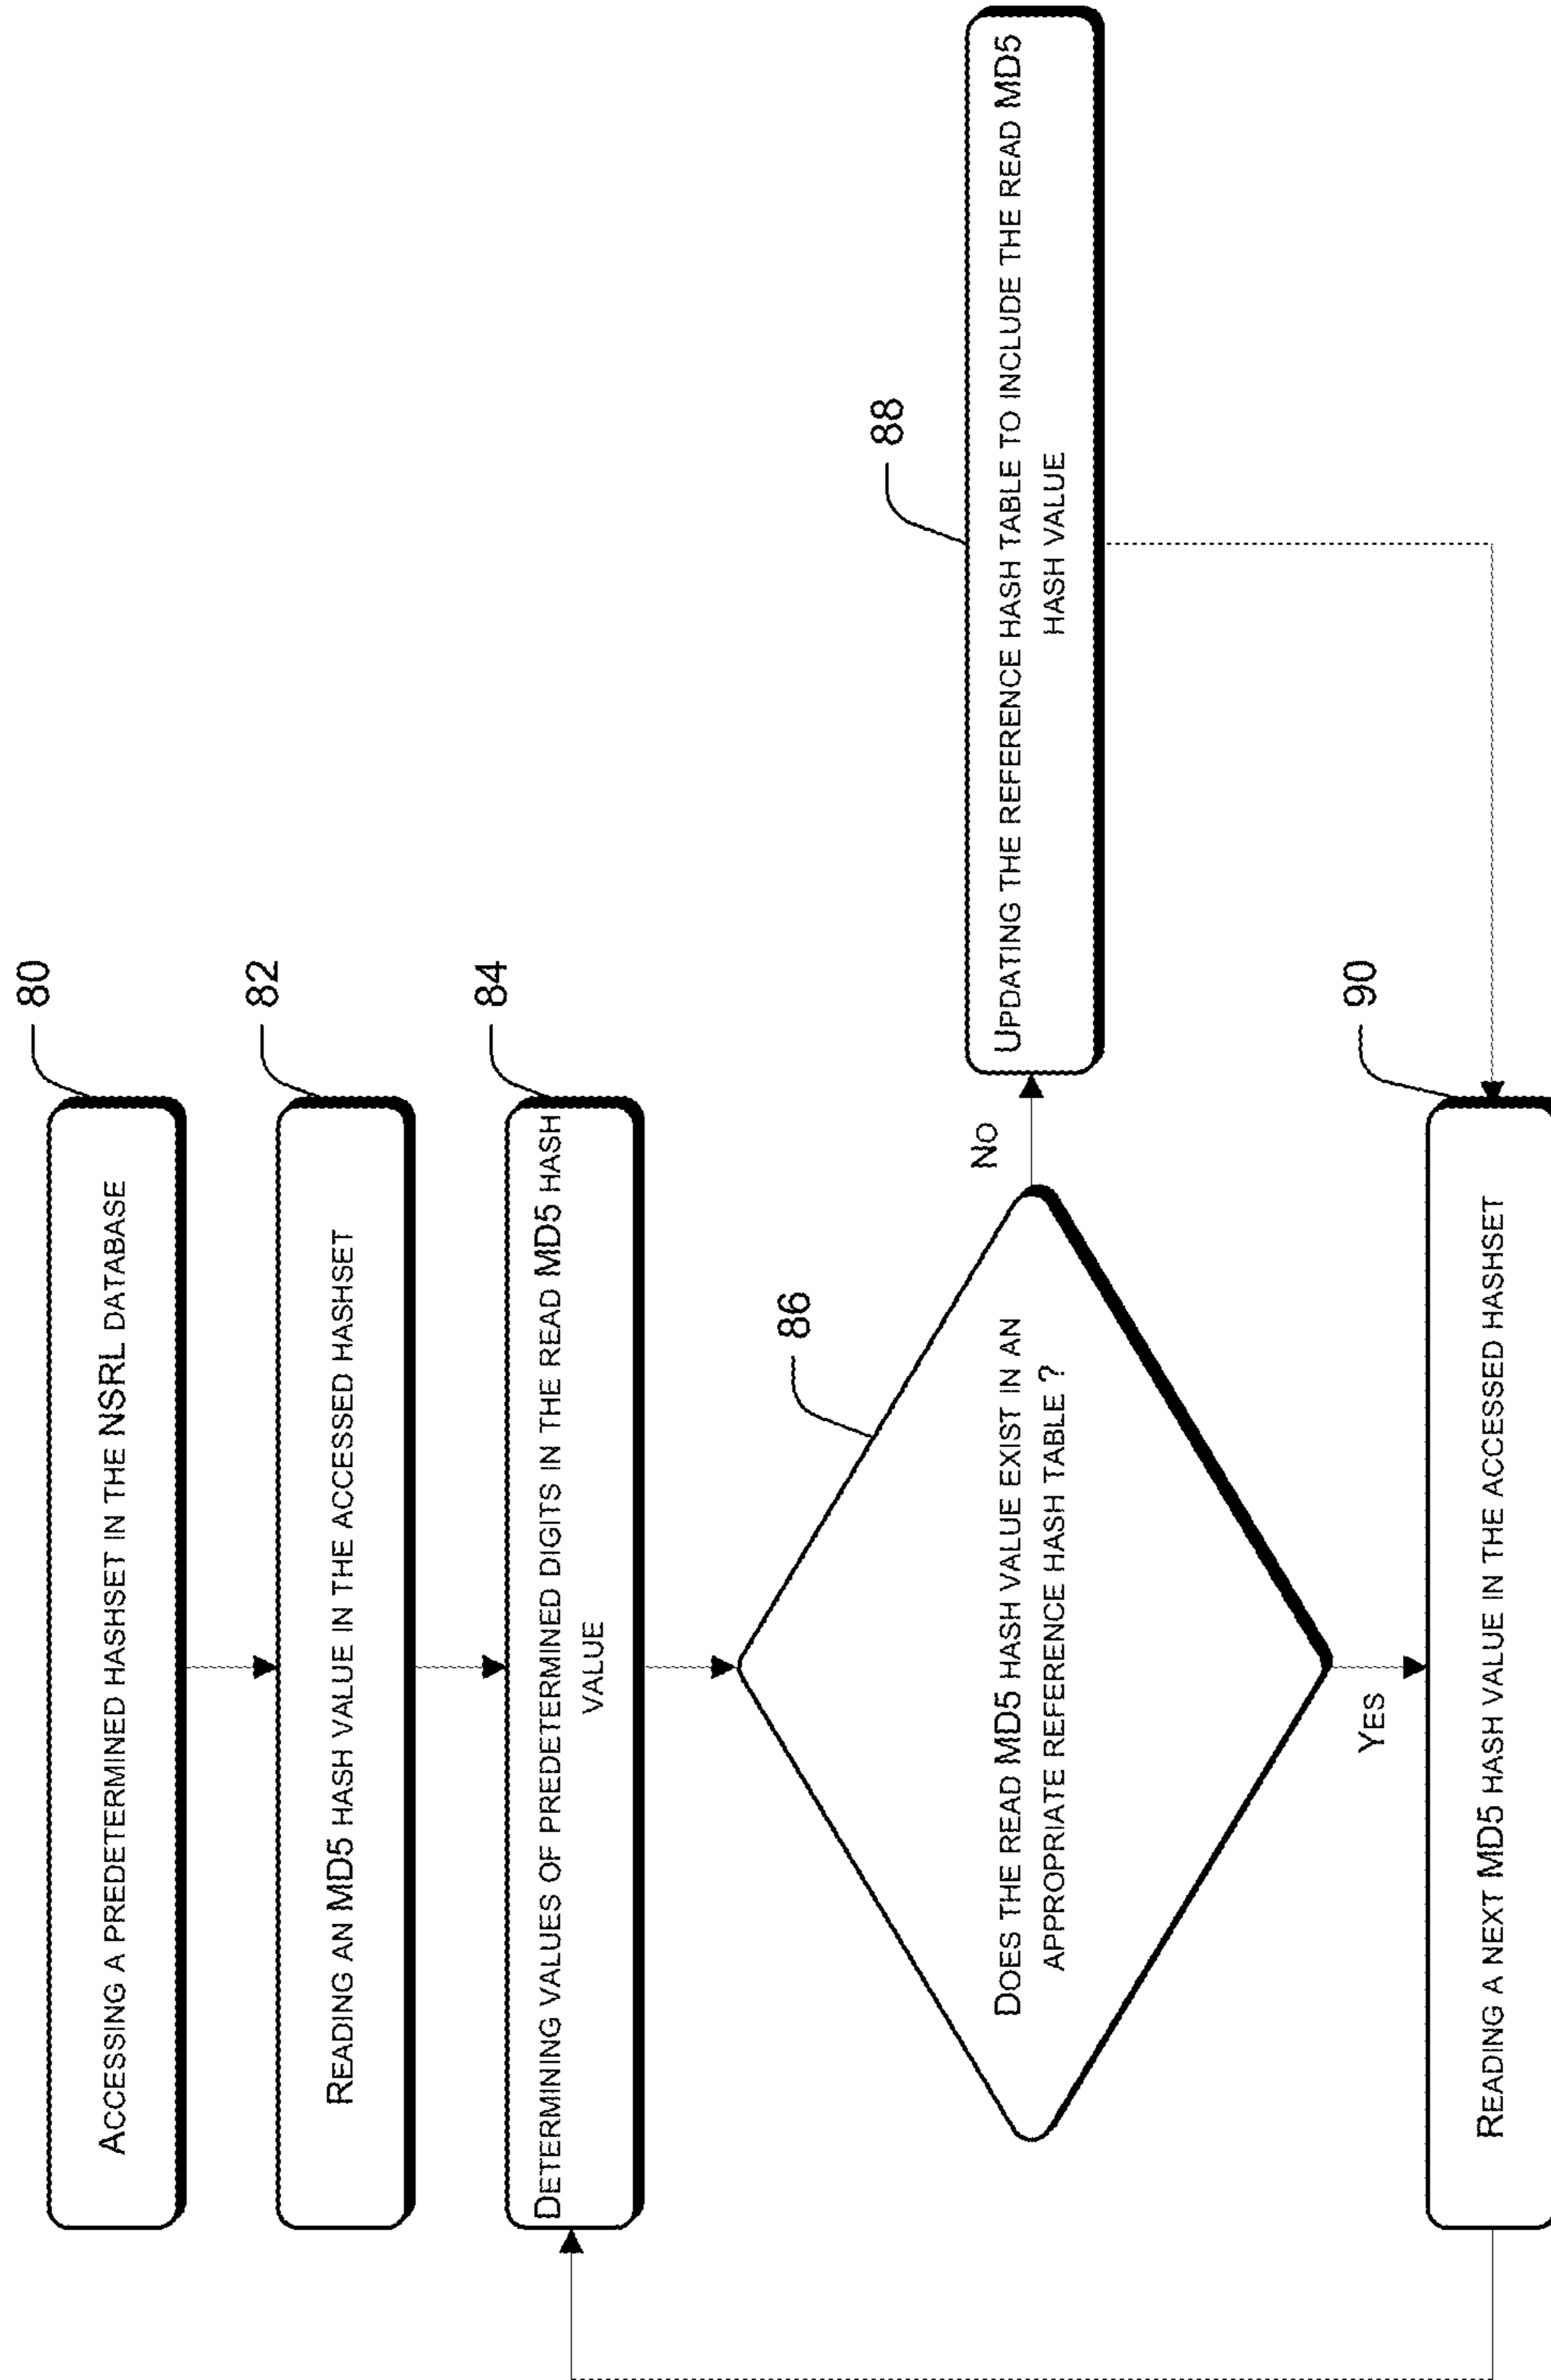 80
ACCESSING A PREDETERMINED HASHSET IN THE NSRL DATABASE
82
READING AN MD5 HASH VALUE IN THE ACCESSED HASHSET
84
DETERMINING VALUES OF PREDETERMINED DIGITS IN THE READ MD5 HASH
VALUE
86
DOES THE READ MD5 HASH VALUE EXIST IN AN
APPROPRIATE REFERENCE HASH TABLE ?
NO
88
UPDATING THE REFERENCE HASH TABLE TO INCLUDE THE READ MD5
HASH VALUE
YES
90
READING A NEXT MD5 HASH VALUE IN THE ACCESSED HASHSET